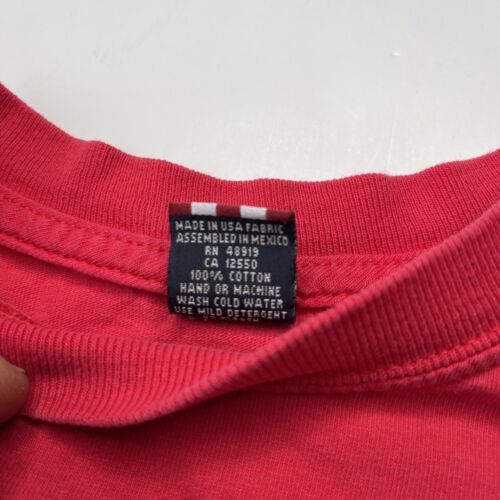 MADE IN USA FABRIC
ASSEMBLED IN MEXICO
RN 48919
CA 12550
100% COTTON
HAND OR MACHINE
WASH COLD WATER
USE MILD DETERGENT